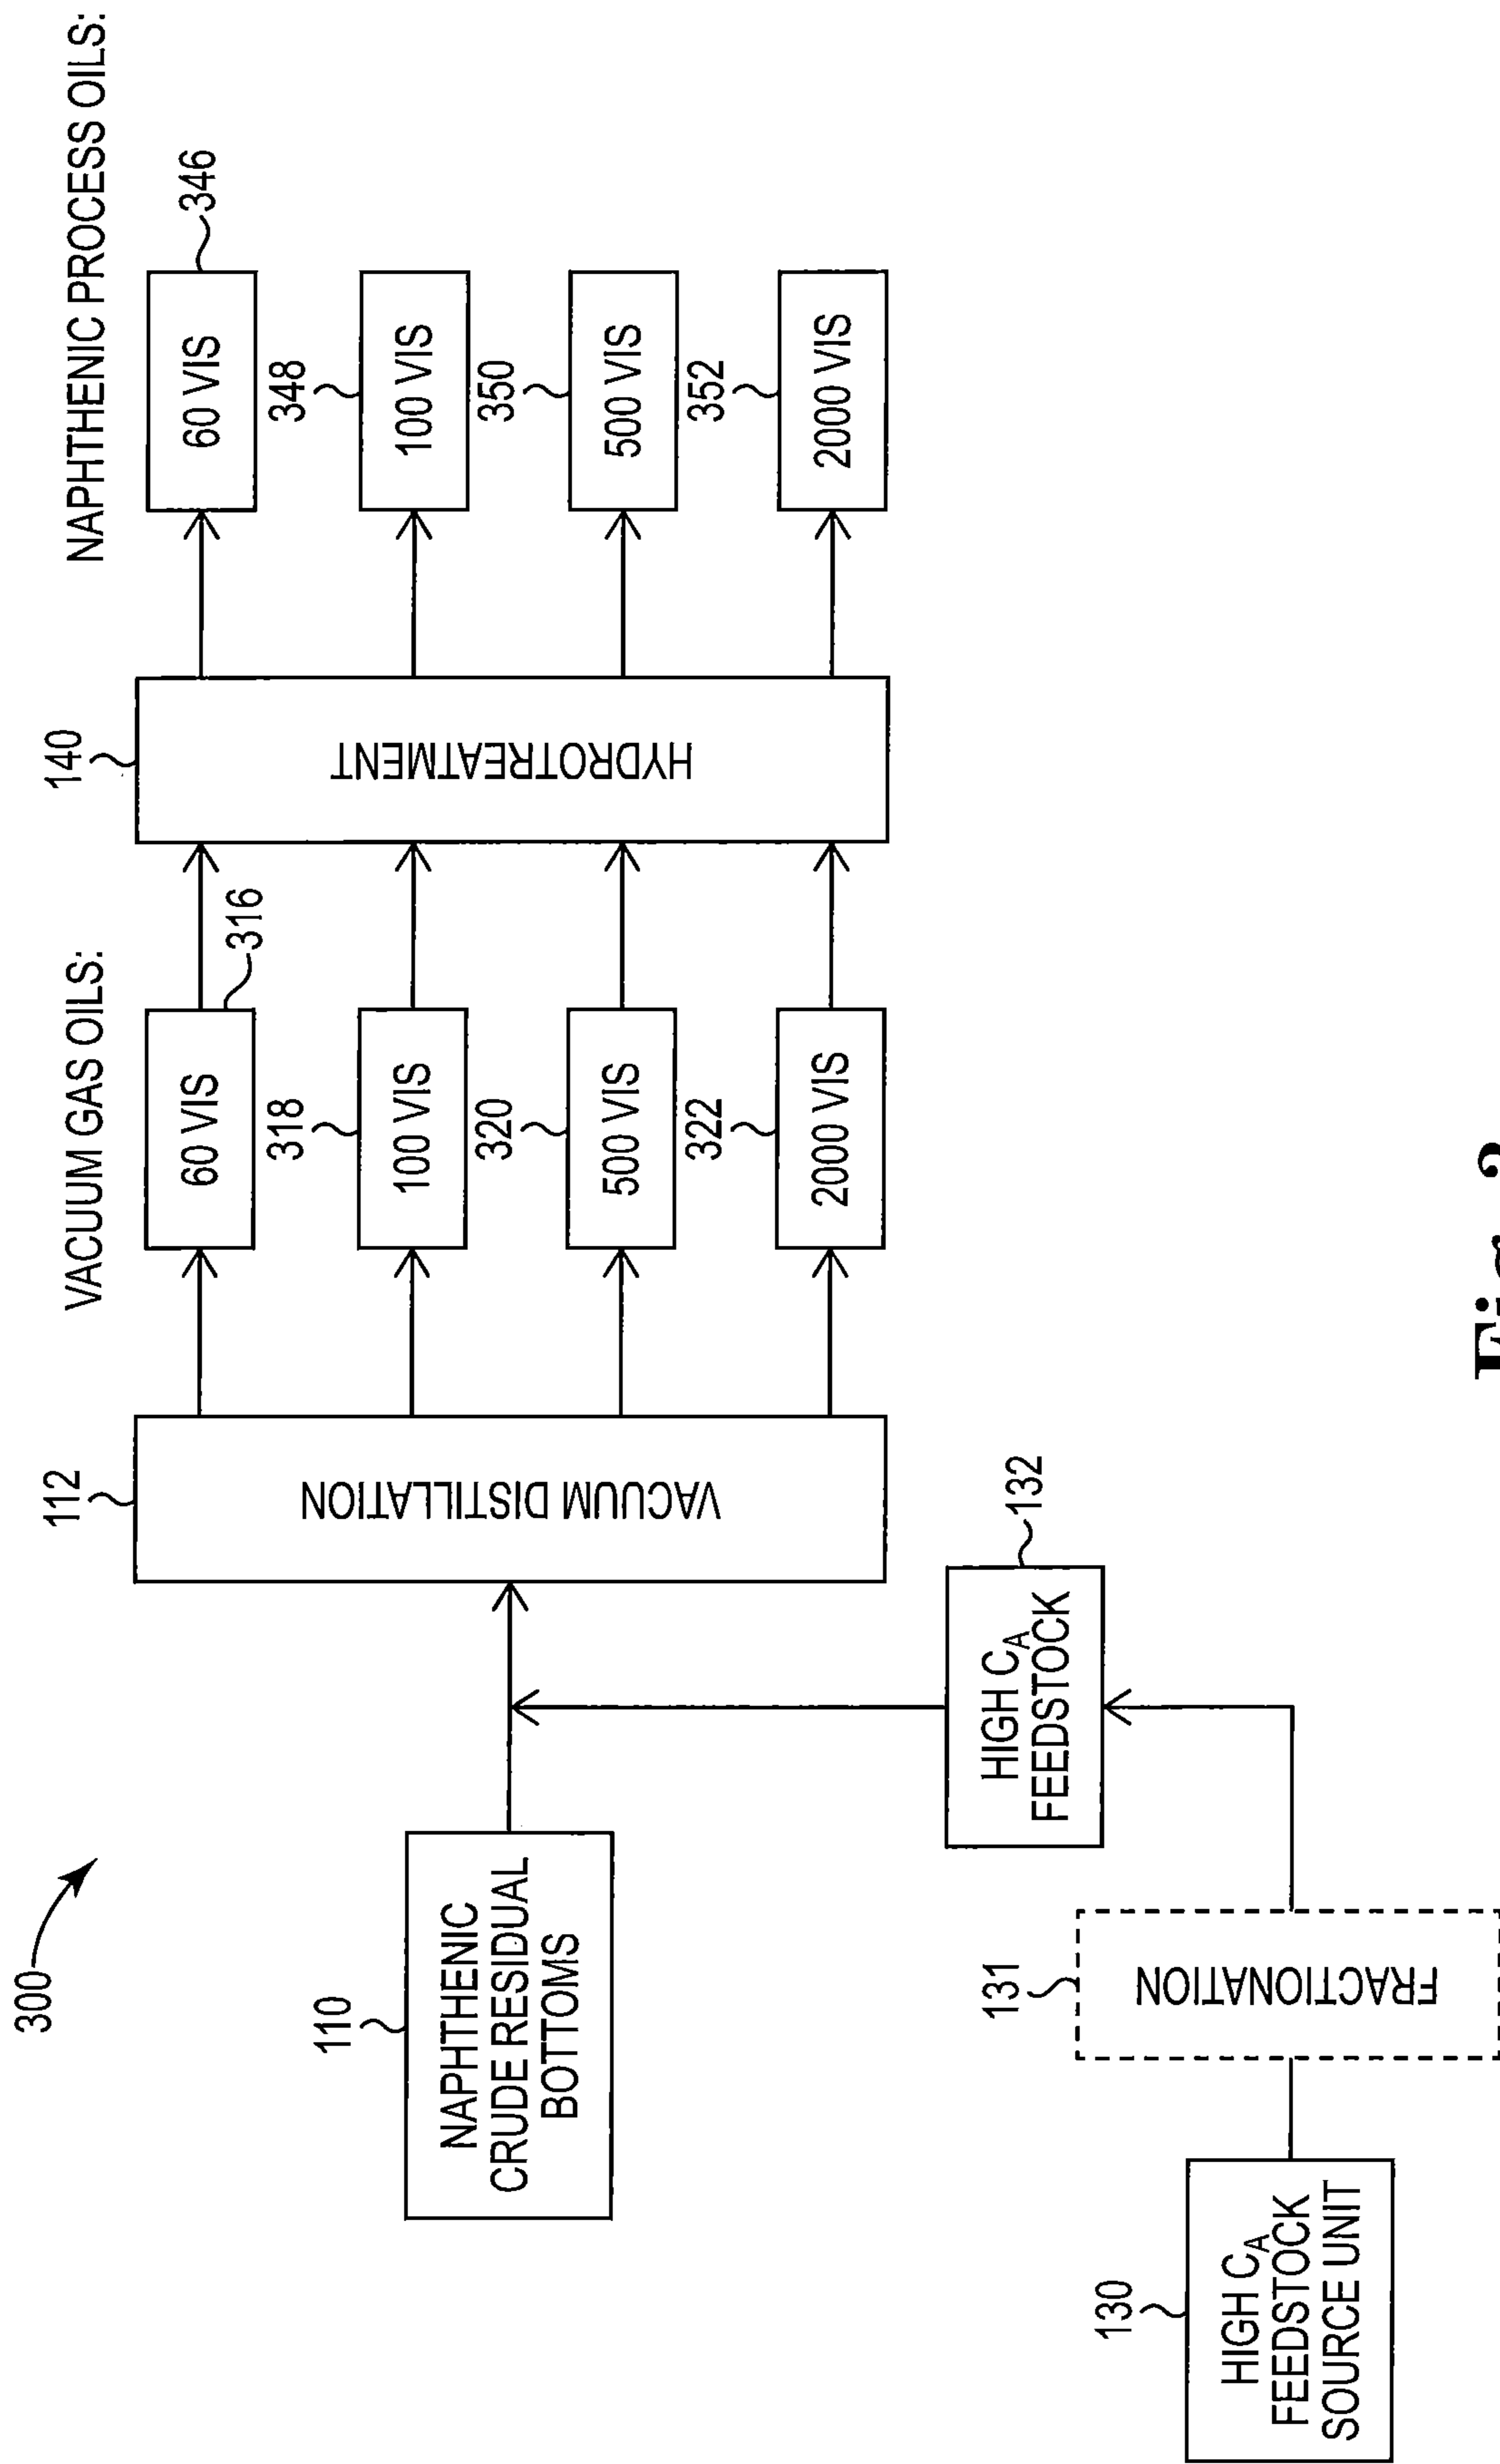 300
110
NAPHTHENIC
CRUDE RESIDUAL
BOTTOMS
112
VACUUM DISTILLATION
VACUUM GAS OILS:
60 VIS
316
318
100 VIS
320
500 VIS
322
2000 VIS
140
HYDROTREATMENT
NAPHTHENIC PROCESS OILS:
60 VIS
346
348
100 VIS
350
500 VIS
352
2000 VIS
132
HIGH CA
FEEDSTOCK
131
FRACTIONATION
130
HIGH CA
FEEDSTOCK
SOURCE UNIT
Fig.